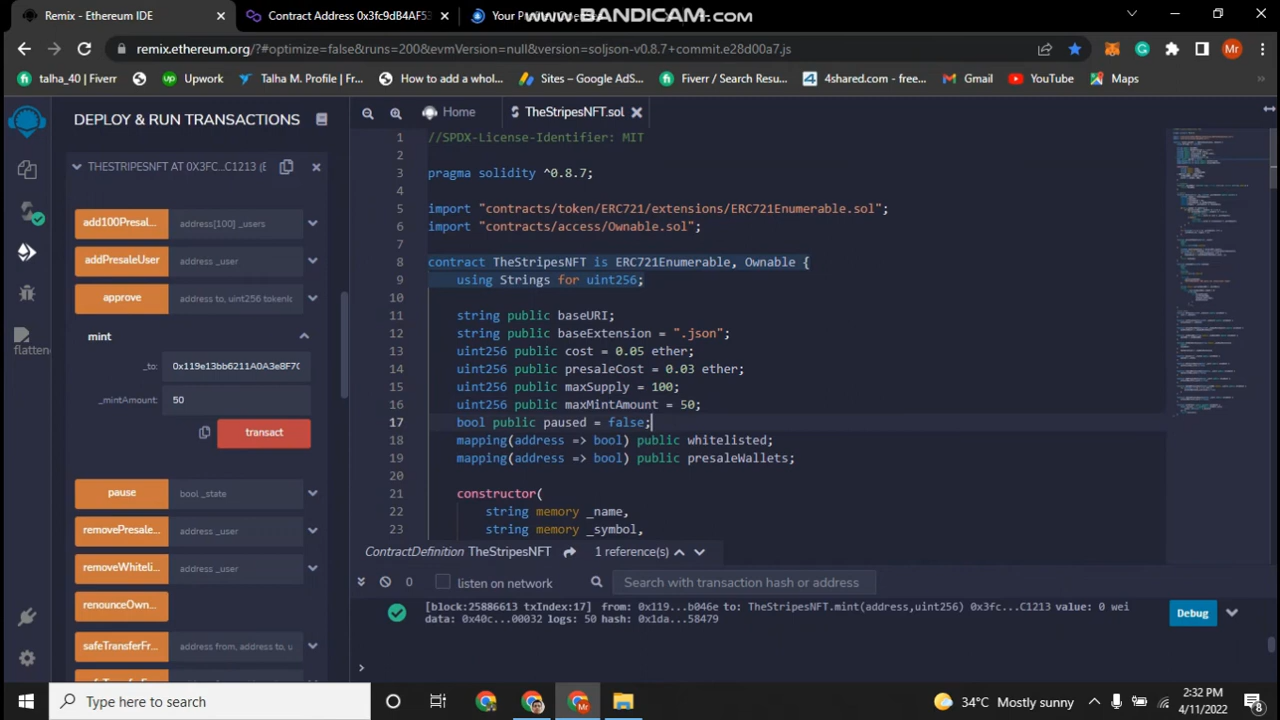 Remix - Ethereum IDE
Contract Address 0x3fc9dB4AF53
www.BANDICAM.com
remix.ethereum.org/?#optimize=false&runs=200&evmVersion=null&version=soljson-v0.8.7+commit.e28d00a7.js
Mr
talha_40 | Fiverr
Upwork
Talha M. Profile | Fr...
How to add a whole...
Sites – Google AdS...
Fiverr / Search Resu...
4shared.com - free...
Gmail
YouTube
Maps
DEPLOY & RUN TRANSACTIONS
THESTRIPESNFT AT 0X3FC...C1213 (E
add100Presal... address[100] _users
addPresaleUser address _user
approve address to, uint256 tokenId
mint
_to: 0x119e13bb6211A0A3eBF7C
_mintAmount: 50
transact
pause bool _state
removePresale... address _user
removeWhiteli... address _user
renounceOwn...
safeTransferFr... address from, address to, u
flatten
Home
TheStripesNFT.sol
1 //SPDX-License-Identifier: MIT
2
3 pragma solidity ^0.8.7;
4
5 import "contracts/token/ERC721/extensions/ERC721Enumerable.sol";
6 import "contracts/access/Ownable.sol";
7
8 contract TheStripesNFT is ERC721Enumerable, Ownable {
9 using Strings for uint256;
10
11 string public baseURI;
12 string public baseExtension = ".json";
13 uint256 public cost = 0.05 ether;
14 uint256 public presaleCost = 0.03 ether;
15 uint256 public maxSupply = 100;
16 uint256 public maxMintAmount = 50;
17 bool public paused = false;
18 mapping(address => bool) public whitelisted;
19 mapping(address => bool) public presaleWallets;
20
21 constructor(
22 string memory _name,
23 string memory _symbol,
ContractDefinition TheStripesNFT 1 reference(s)
0 listen on network Search with transaction hash or address
[block:25886613 txIndex:17] from: 0x119...b046e to: TheStripesNFT.mint(address,uint256) 0x3fc...C1213 value: 0 wei
data: 0x40c...00032 logs: 50 hash: 0x1da...58479
Debug
>
Type here to search
34°C Mostly sunny
2:32 PM
4/11/2022
8